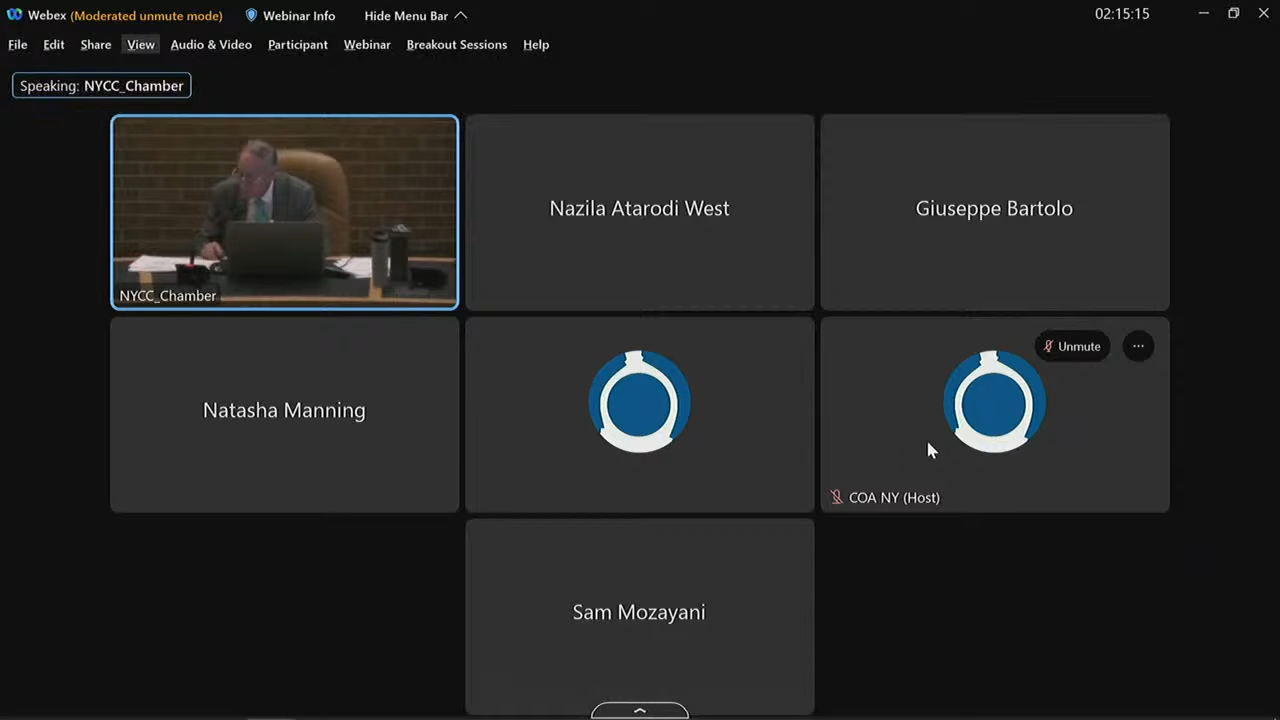 Webex (Moderated unmute mode) Webinar Info Hide Menu Bar 02:15:15
File Edit Share View Audio & Video Participant Webinar Breakout Sessions Help
Speaking: NYCC_Chamber
NYCC_Chamber
Nazila Atarodi West
Giuseppe Bartolo
Natasha Manning
Unmute
COA NY (Host)
Sam Mozayani